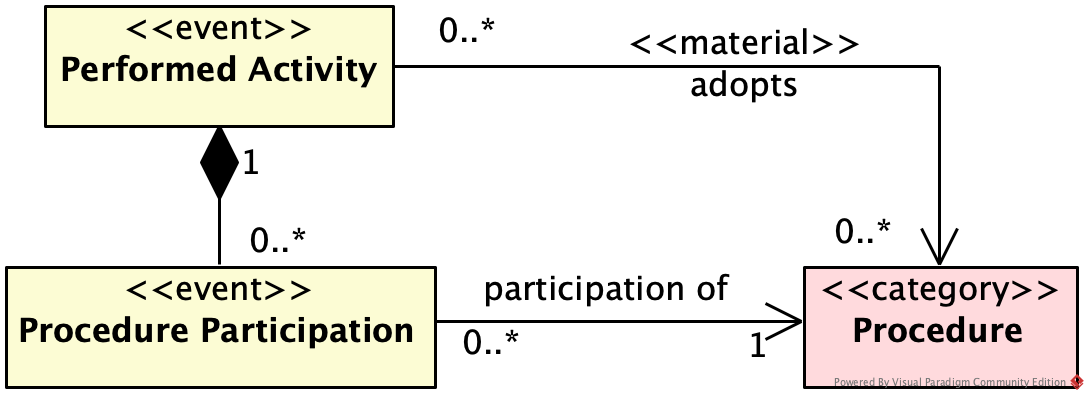 <<event>>
Performed Activity
0..*
<<material>>
adopts
1
0..*
0..*
<<event>>
Procedure Participation
participation of
0..*
1
<<category>>
Procedure
Powered By Visual Paradigm Community Edition